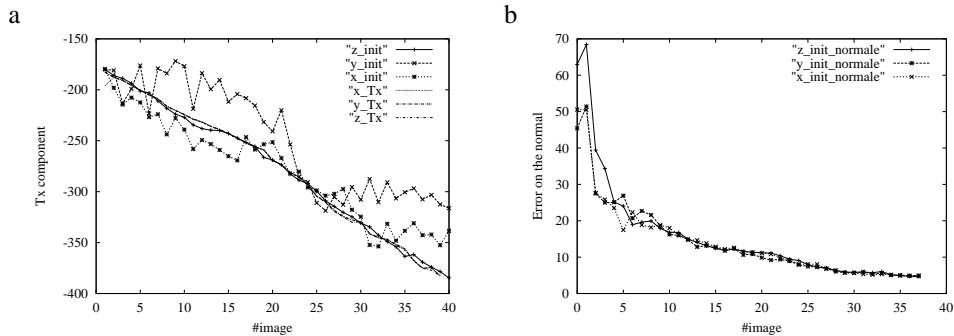 a
b
-150
-200
-250
-300
-350
-400
0 5 10 15 20 25 30 35 40
Tx component
#image
"z_init"
"y_init"
"x_init"
"x_Tx"
"y_Tx"
"z_Tx"
70
60
50
40
30
20
10
0
0 5 10 15 20 25 30 35 40
Error on the normal
#image
"z_init_normale"
"y_init_normale"
"x_init_normale"